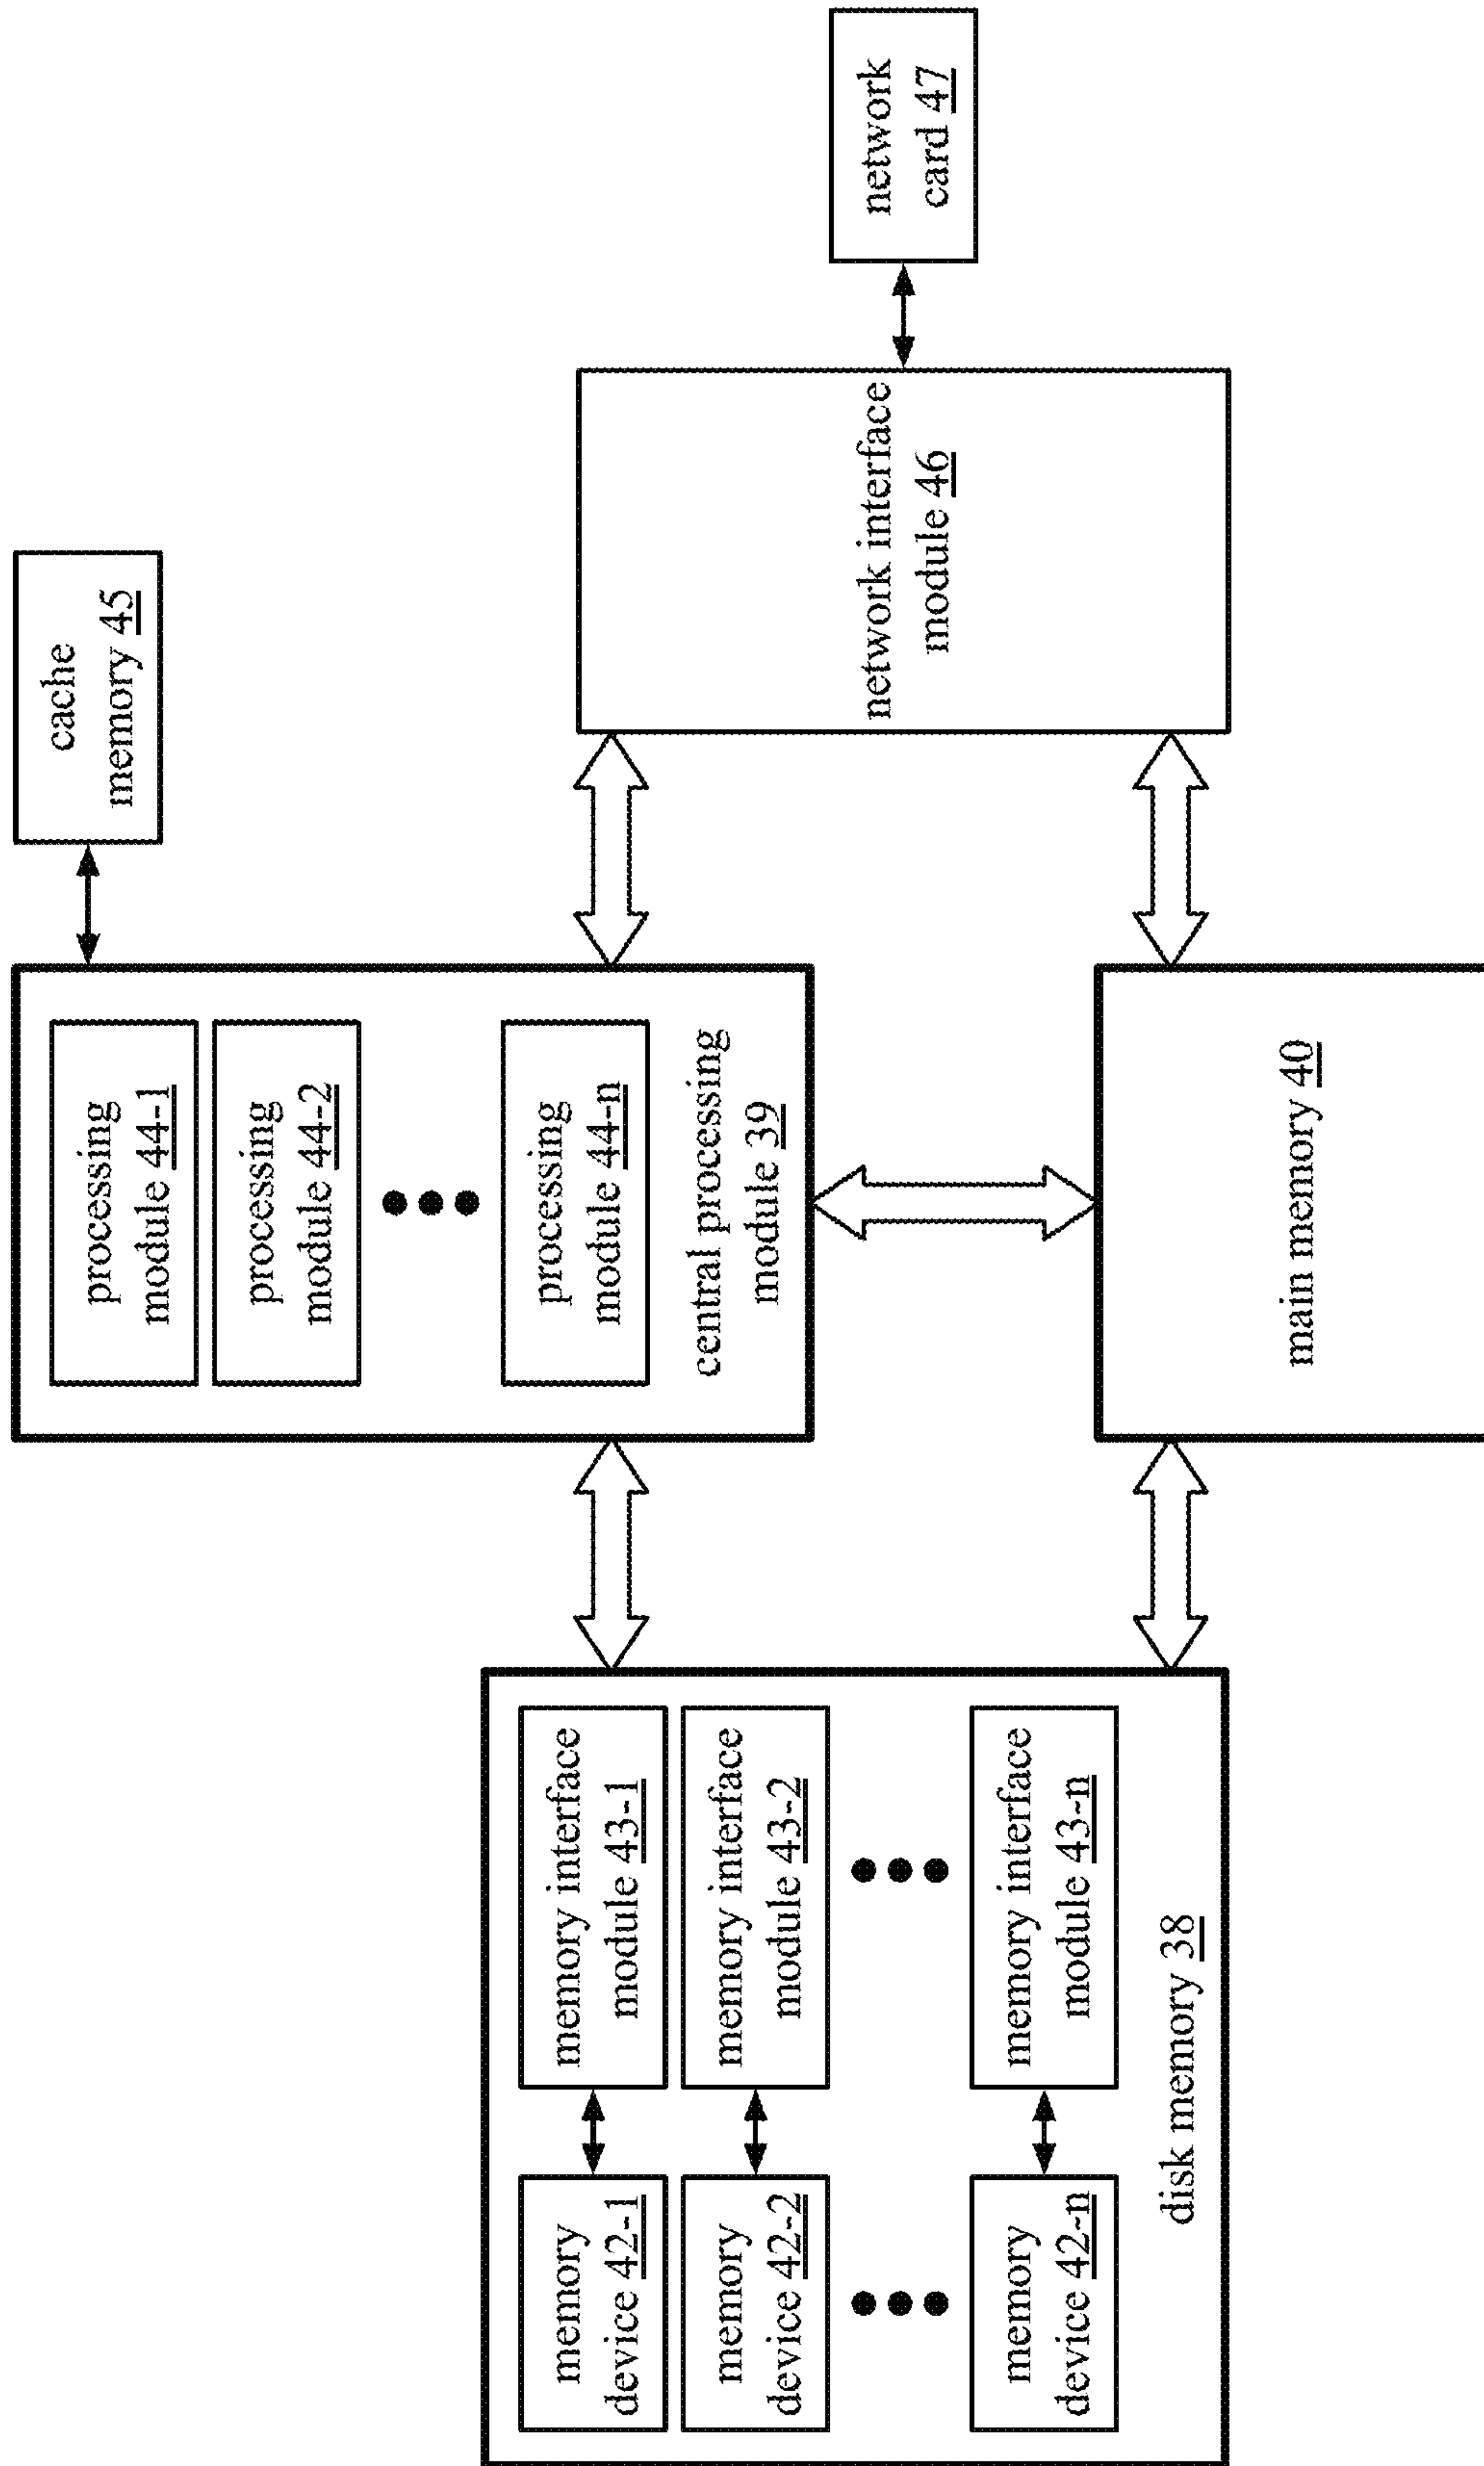 memory
device 42-1
memory interface
module 43-1
memory
device 42-2
memory interface
module 43-2
memory
device 42-n
memory interface
module 43-n
disk memory 38
processing
module 44-1
processing
module 44-2
processing
module 44-n
central processing
module 39
main memory 40
cache
memory 45
network interface
module 46
network
card 47